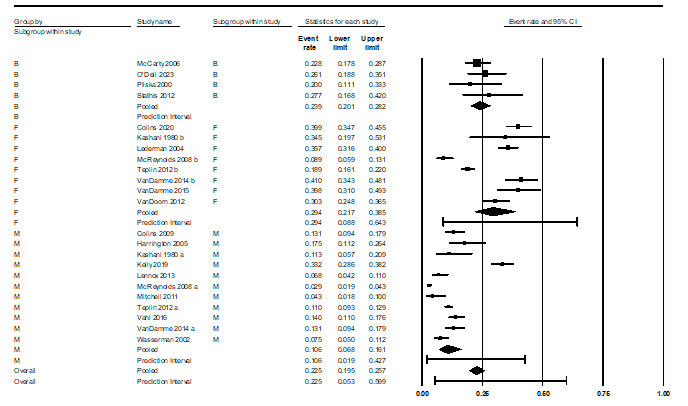 Group by Study name Subgroup within study Statistics for each study Event rate and 95% CI
Subgroup within study
Event rate Lower limit Upper limit
B McCarty 2006 B 0.228 0.178 0.287
B O'Dell 2023 B 0.261 0.188 0.351
B Pliska 2000 B 0.200 0.111 0.333
B Stathis 2012 B 0.277 0.168 0.420
B Pooled 0.239 0.201 0.282
B Prediction Interval
F Colins 2020 F 0.399 0.347 0.455
F Kashani 1980 b F 0.345 0.197 0.531
F Lederman 2004 F 0.357 0.316 0.400
F McReynolds 2008 b F 0.089 0.059 0.131
F Teplin 2012 b F 0.189 0.161 0.220
F VanDamme 2014 b F 0.410 0.343 0.481
F VanDamme 2015 F 0.398 0.310 0.493
F VanDoorn 2012 F 0.303 0.248 0.365
F Pooled 0.294 0.217 0.385
F Prediction Interval 0.294 0.088 0.643
M Colins 2009 M 0.131 0.094 0.179
M Harrington 2005 M 0.175 0.112 0.264
M Kashani 1980 a M 0.113 0.057 0.209
M Kelly 2019 M 0.332 0.286 0.382
M Lennox 2013 M 0.068 0.042 0.110
M McReynolds 2008 a M 0.029 0.019 0.043
M Mitchell 2011 M 0.043 0.018 0.100
M Teplin 2012 a M 0.110 0.093 0.129
M Vahl 2016 M 0.140 0.110 0.176
M VanDamme 2014 a M 0.131 0.094 0.179
M Wasserman 2002 M 0.075 0.050 0.112
M Pooled 0.106 0.068 0.161
M Prediction Interval 0.106 0.019 0.427
Overall Pooled 0.225 0.195 0.257
Overall Prediction Interval 0.225 0.053 0.599
0.00 0.25 0.50 0.75 1.00